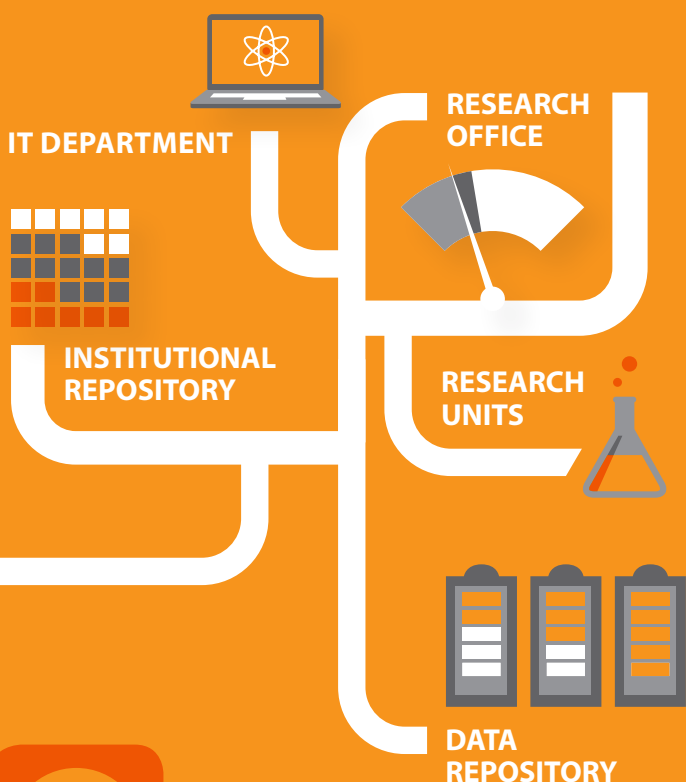 IT DEPARTMENT
RESEARCH
OFFICE
INSTITUTIONAL
REPOSITORY
RESEARCH
UNITS
DATA
REPOSITORY